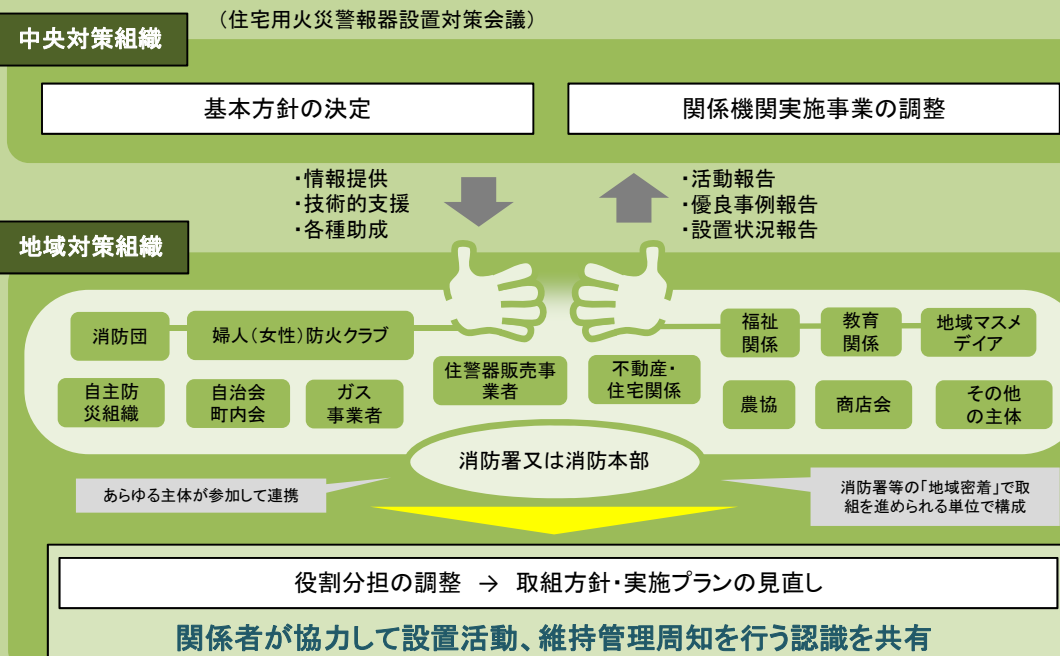 （住宅用火災警報器設置対策会議）
中央対策組織
基本方針の決定
関係機関実施事業の調整
・情報提供
・技術的支援
・各種助成
・活動報告
・優良事例報告
・設置状況報告
地域対策組織
消防団
婦人（女性）防火クラブ
福祉
関係
教育
関係
地域マスメ
デイア
自主防
災組織
自治会
町内会
ガス
事業者
住警器販売事
業者
不動産・
住宅関係
農協
商店会
その他
の主体
消防署又は消防本部
あらゆる主体が参加して連携
消防署等の「地域密着」で取
組を進められる単位で構成
役割分担の調整 → 取組方針・実施プランの見直し
関係者が協力して設置活動、維持管理周知を行う認識を共有